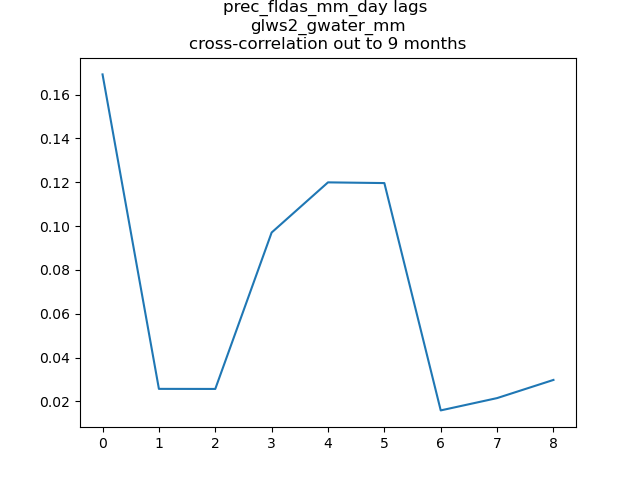 prec_fldas_mm_day lags
glws2_gwater_mm
cross-correlation out to 9 months
0.16
0.14
0.12
0.10
0.08
0.06
0.04
0.02
0 1 2 3 4 5 6 7 8